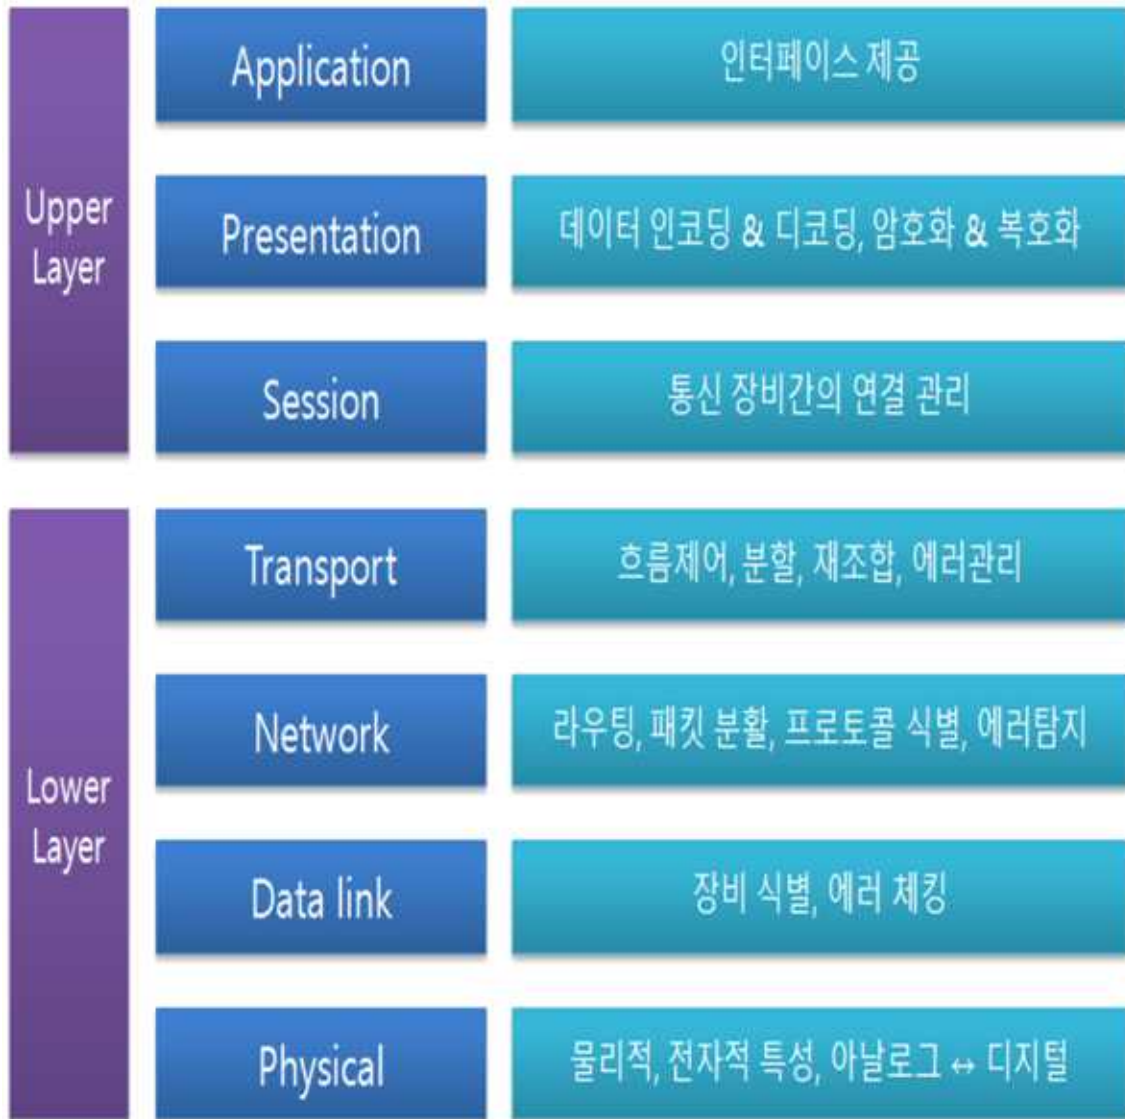 Upper
Layer
Application
인터페이스 제공
Presentation
데이터 인코딩 & 디코딩, 암호화 & 복호화
Session
통신 장비간의 연결 관리
Lower
Layer
Transport
흐름제어, 분할, 재조합, 에러관리
Network
라우팅, 패킷 분활, 프로토콜 식별, 에러탐지
Data link
장비 식별, 에러 체킹
Physical
물리적, 전자적 특성, 아날로그 ↔ 디지털